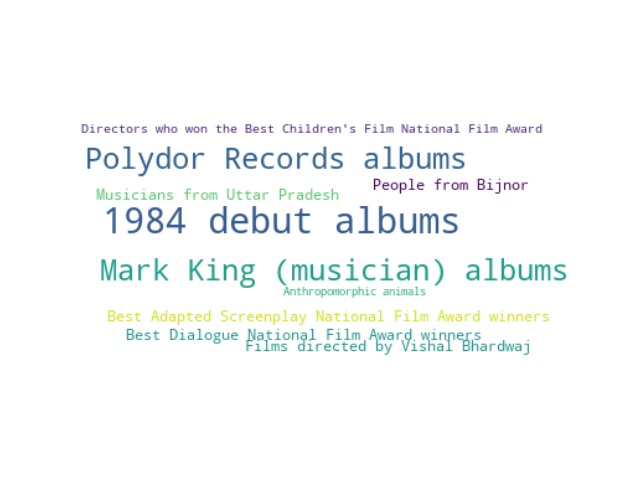 Directors who won the Best Children's Film National Film Award
Polydor Records albums
People from Bijnor
Musicians from Uttar Pradesh
1984 debut albums
Mark King (musician) albums
Anthropomorphic animals
Best Adapted Screenplay National Film Award winners
Best Dialogue National Film Award winners
Films directed by Vishal Bhardwaj